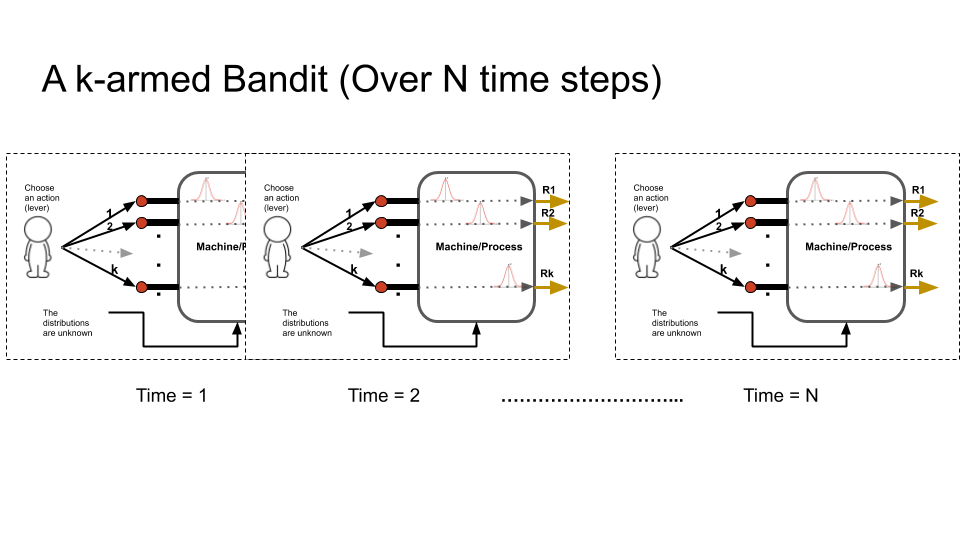 A k-armed Bandit (Over N time steps)
Choose
an action
(lever)
1
2
k
Machine/P
The
distributions
are unknown
Choose
an action
(lever)
1
2
k
Machine/Process
R1
R2
Rk
The
distributions
are unknown
Choose
an action
(lever)
1
2
k
Machine/Process
R1
R2
Rk
The
distributions
are unknown
Time = 1
Time = 2
…………………………...
Time = N